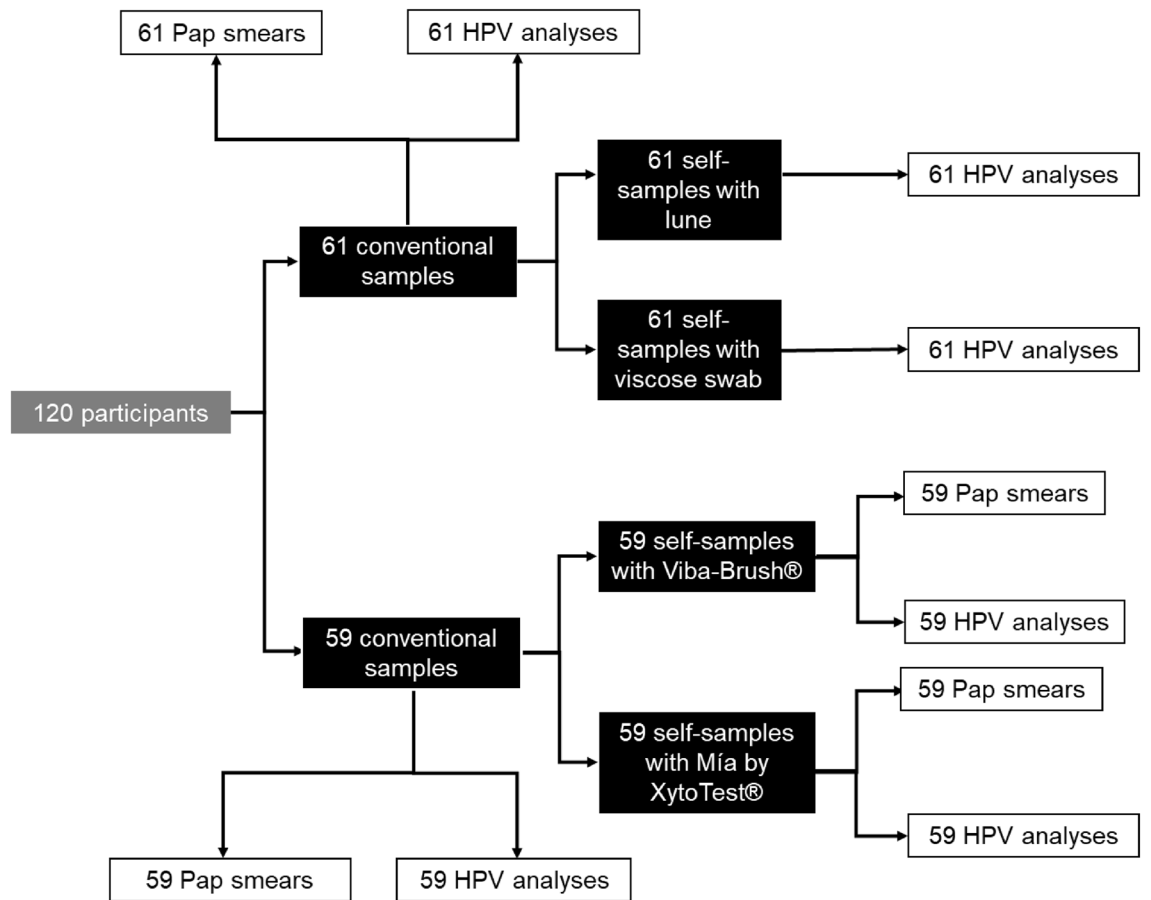 61 Pap smears
61 HPV analyses
61 self-
samples with
lune
61 HPV analyses
61 conventional
samples
61 self-
samples with
viscose swab
61 HPV analyses
120 participants
59 self-samples
with Viba-Brush®
59 Pap smears
59 HPV analyses
59 conventional
samples
59 self-samples
with Mía by
XytoTest®
59 Pap smears
59 HPV analyses
59 Pap smears
59 HPV analyses